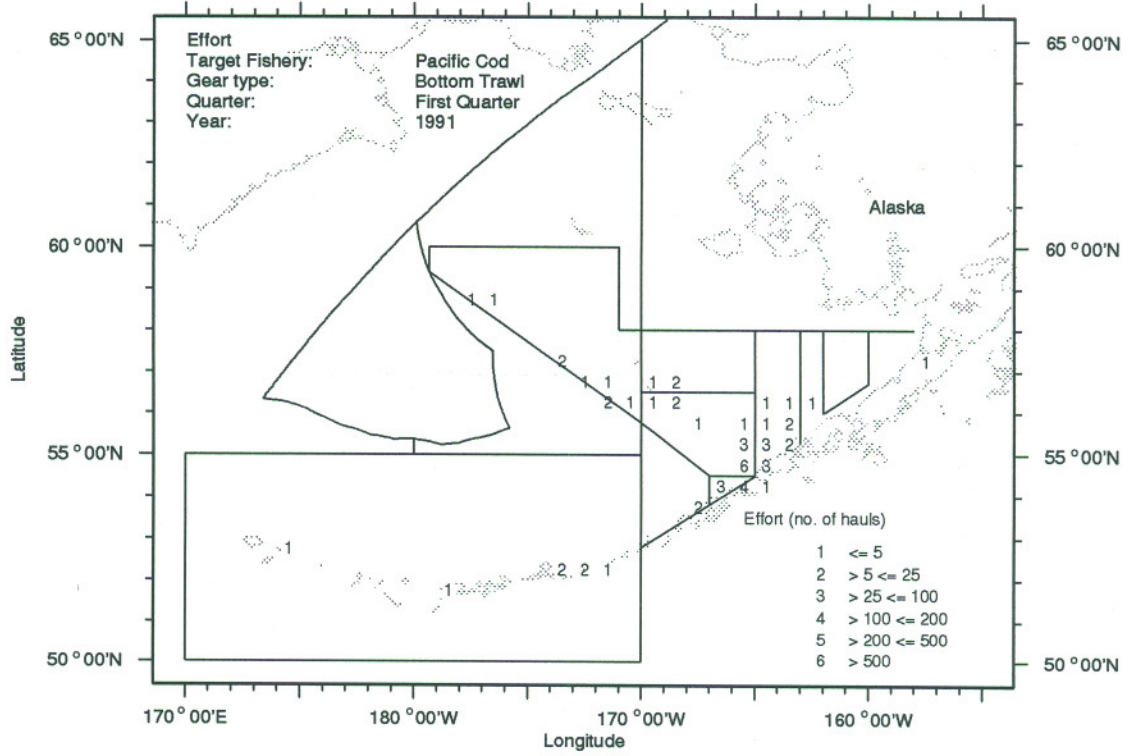 65 °00'N
Effort
65 °00'N
Target Fishery: Pacific Cod
Gear type: Bottom Trawl
Quarter: First Quarter
Year: 1991
Alaska
60 °00'N
60 °00'N
1 1
Latitude
2 1
1 1 1 2
2 1 1 2 1 1 1
1 1 1 2
3 3 2
55 °00'N
55 °00'N
6 3
3 4 1
2
Effort (no. of hauls)
1
1 <= 5
2 2 1
2 > 5 <= 25
1
3 > 25 <= 100
4 > 100 <= 200
5 > 200 <= 500
50 °00'N
6 > 500
50 °00'N
170 °00'E
180 °00'W
170 °00'W
160 °00'W
Longitude